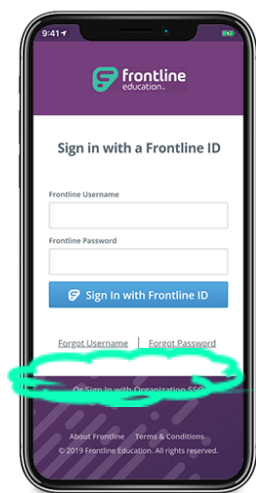 9:41
frontline
education™
Sign in with a Frontline ID
Frontline Username
Frontline Password
Sign In with Frontline ID
Forgot Username | Forgot Password
Or Sign In with Organization SSO
About Frontline Terms & Conditions
© 2019 Frontline Education. All rights reserved.